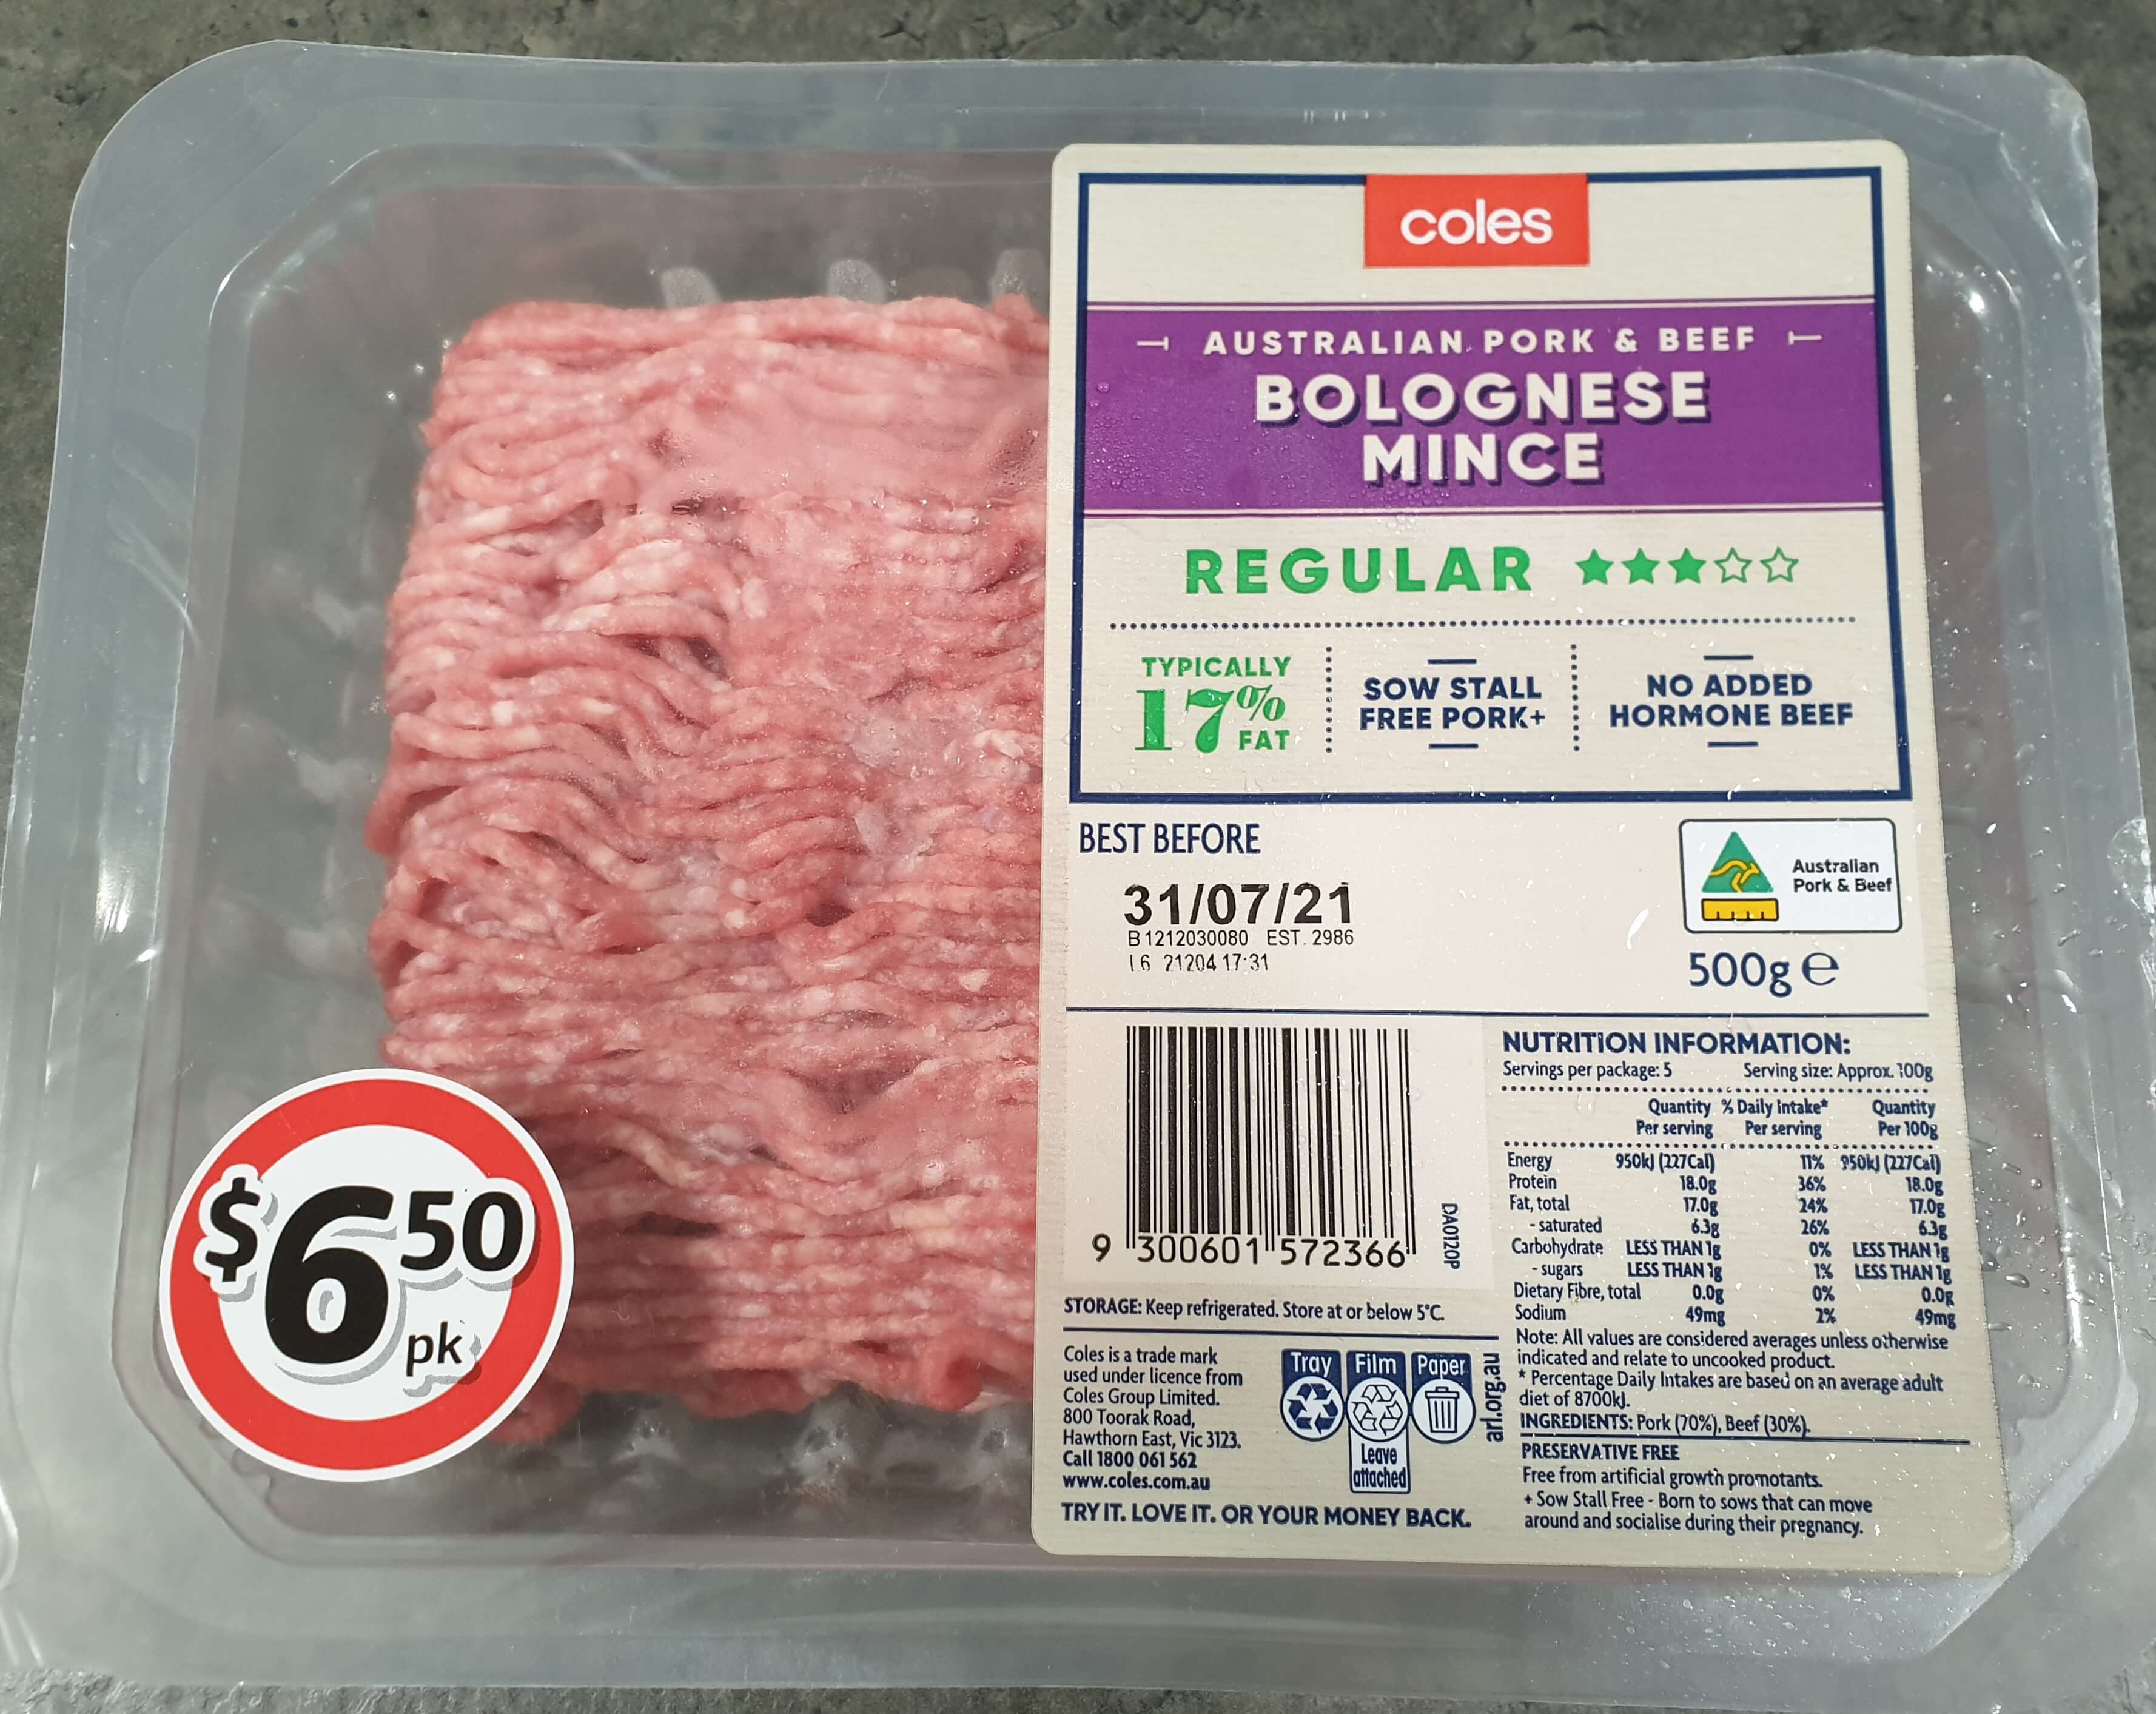 coles
AUSTRALIAN PORK & BEEF
BOLOGNESE
MINCE
REGULAR
TYPICALLY
17%
FAT
SOW STALL
FREE PORK+
NO ADDED
HORMONE BEEF
BEST BEFORE
31/07/21
B1212030080 EST. 2986
16 21204 17:31
Australian
Pork & Beef
500g e
9 300601 572366
DA0120P
STORAGE: Keep refrigerated. Store at or below 5°C.
Coles is a trade mark
used under licence from
Coles Group Limited.
800 Toorak Road,
Hawthorn East, Vic 3123.
Call 1800 061 562
www.coles.com.au
Tray Film Paper
Leave
attached
arl.org.au
TRY IT. LOVE IT. OR YOUR MONEY BACK.
NUTRITION INFORMATION:
Servings per package: 5 Serving size: Approx. 100g
Quantity % Daily Intake* Quantity
Per serving Per serving Per 100g
Energy 950kJ (227Cal) 11% 950kJ (227Cal)
Protein 18.0g 36% 18.0g
Fat, total 17.0g 24% 17.0g
- saturated 6.3g 26% 6.3g
Carbohydrate LESS THAN 1g 0% LESS THAN 1g
- sugars LESS THAN 1g 1% LESS THAN 1g
Dietary Fibre, total 0.0g 0% 0.0g
Sodium 49mg 2% 49mg
Note: All values are considered averages unless otherwise
indicated and relate to uncooked product.
* Percentage Daily Intakes are based on an average adult
diet of 8700kJ.
INGREDIENTS: Pork (70%), Beef (30%).
PRESERVATIVE FREE
Free from artificial growth promotants.
+ Sow Stall Free - Born to sows that can move
around and socialise during their pregnancy.
$6 50
pk